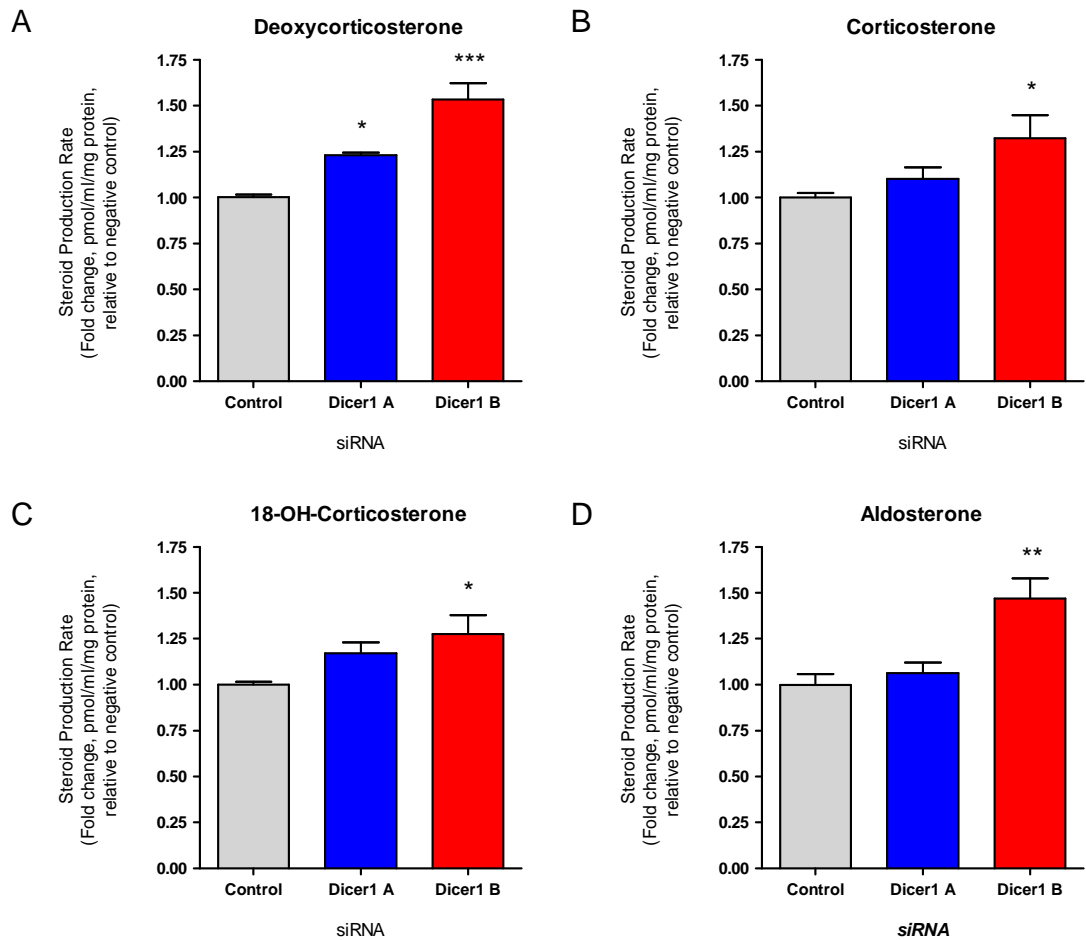 A
Deoxycorticosterone
Steroid Production Rate
(Fold change, pmol/ml/mg protein,
relative to negative control)
1.75
1.50
1.25
1.00
0.75
0.50
0.25
0.00
*
***
Control Dicer1 A Dicer1 B
siRNA
B
Corticosterone
Steroid Production Rate
(Fold change, pmol/ml/mg protein,
relative to negative control)
1.75
1.50
1.25
1.00
0.75
0.50
0.25
0.00
*
Control Dicer1 A Dicer1 B
siRNA
C
18-OH-Corticosterone
Steroid Production Rate
(Fold change, pmol/ml/mg protein,
relative to negative control)
1.75
1.50
1.25
1.00
0.75
0.50
0.25
0.00
*
Control Dicer1 A Dicer1 B
siRNA
D
Aldosterone
Steroid Production Rate
(Fold change, pmol/ml/mg protein,
relative to negative control)
1.75
1.50
1.25
1.00
0.75
0.50
0.25
0.00
**
Control Dicer1 A Dicer1 B
siRNA